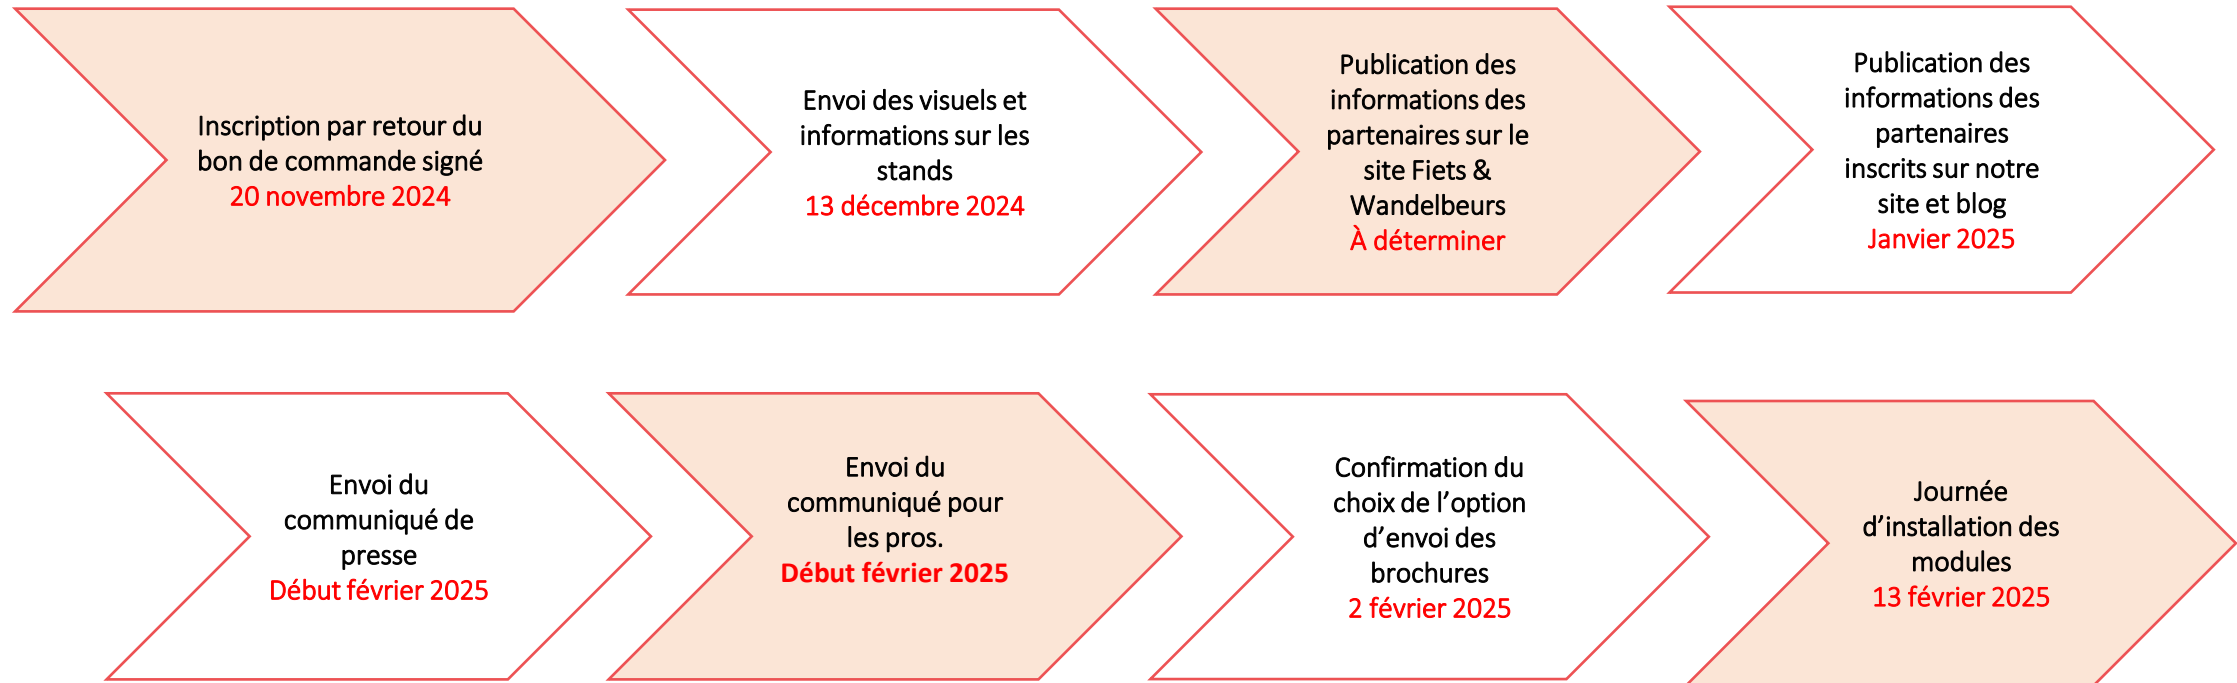 Inscription par retour du
bon de commande signé
20 novembre 2024
Envoi des visuels et
informations sur les
stands
13 décembre 2024
Publication des
informations des
partenaires sur le
site Fiets &
Wandelbeurs
À déterminer
Publication des
informations des
partenaires
inscrits sur notre
site et blog
Janvier 2025
Envoi du
communiqué de
presse
Début février 2025
Envoi du
communiqué pour
les pros.
Début février 2025
Confirmation du
choix de l’option
d’envoi des
brochures
2 février 2025
Journée
d’installation des
modules
13 février 2025